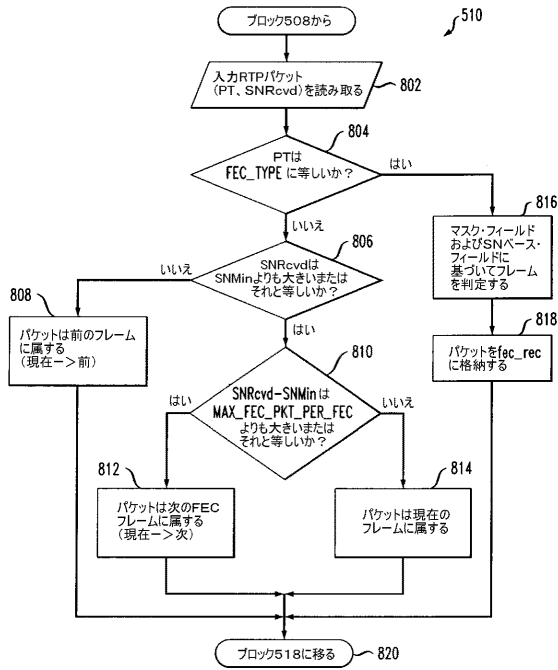 ブロック508から
510
入力RTPパケット
(PT、SNRcvd)を読み取る
802
804
PTは
FEC_TYPE に等しいか?
はい
いいえ
816
マスク・フィールド
およびSNベース・
フィールドに
基づいてフレーム
を判定する
806
SNRcvdは
SNMinよりも大きいまたは
それと等しいか?
いいえ
はい
808
パケットは前のフレーム
に属する
(現在ー>前)
818
パケットをfec_rec
に格納する
810
SNRcvd-SNMinは
MAX_FEC_PKT_PER_FEC
よりも大きいまたは
それと等しいか?
はい
いいえ
812
パケットは次のFEC
フレームに属する
(現在ー>次)
814
パケットは現在の
フレームに属する
ブロック518に移る
820